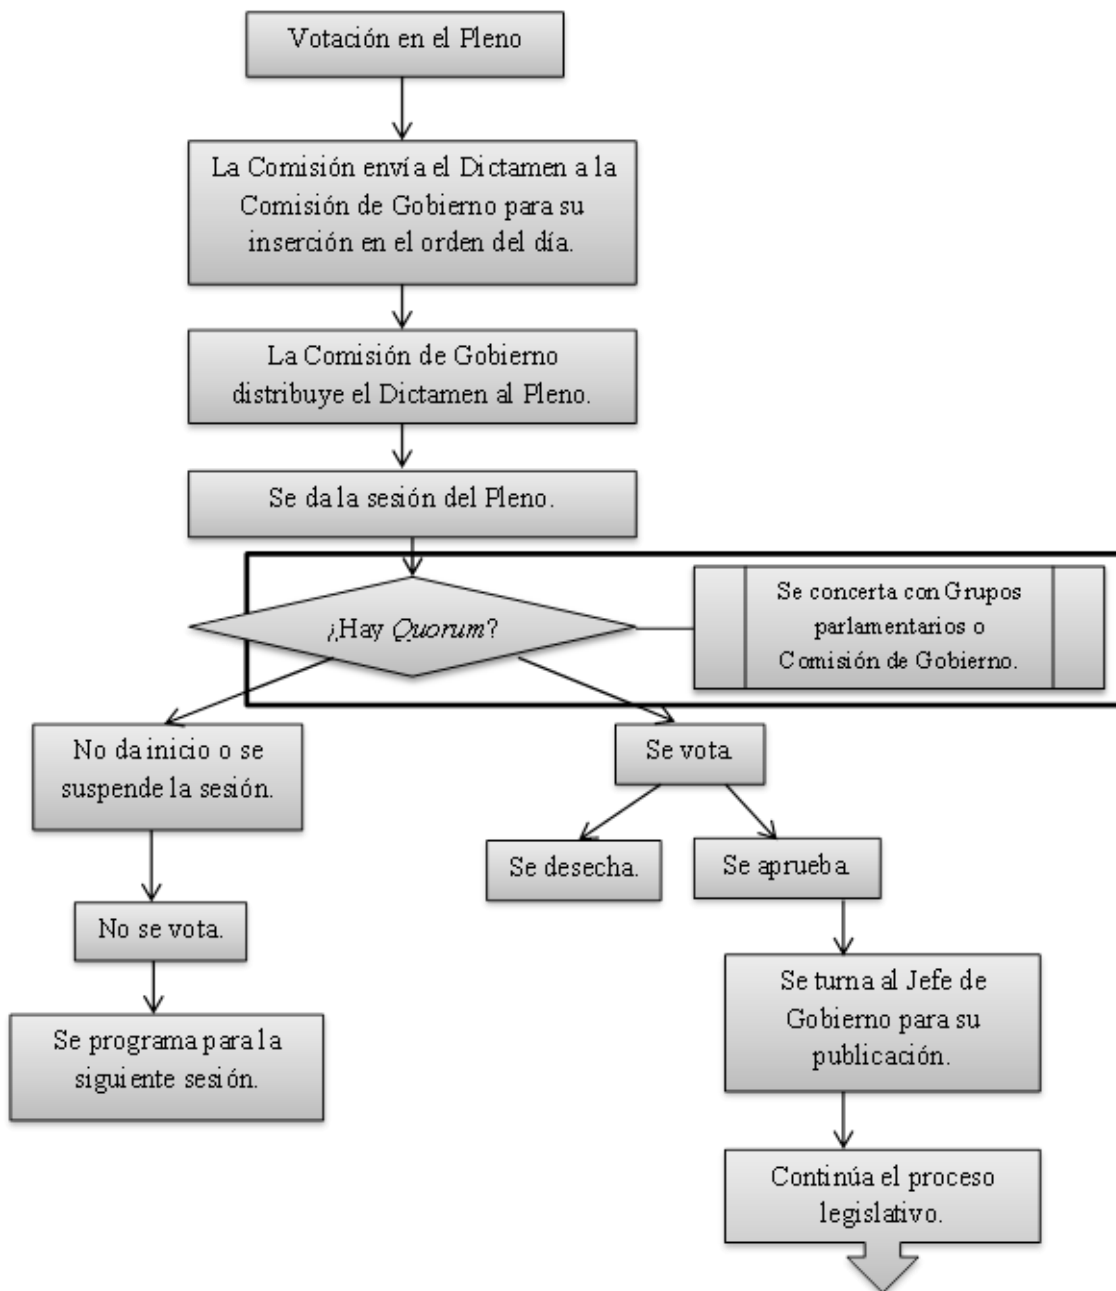 Votación en el Pleno
La Comisión envía el Dictamen a la
Comisión de Gobierno para su
inserción en el orden del día.
La Comisión de Gobierno
distribuye el Dictamen al Pleno.
Se da la sesión del Pleno.
¿Hay Quorum?
Se concerta con Grupos
parlamentarios o
Comisión de Gobierno.
No da inicio o se
suspende la sesión.
Se vota
Se desecha.
Se aprueba
No se vota.
Se turna al Jefe de
Gobierno para su
publicación.
Se programa para la
siguiente sesión.
Continúa el proceso
legislativo.